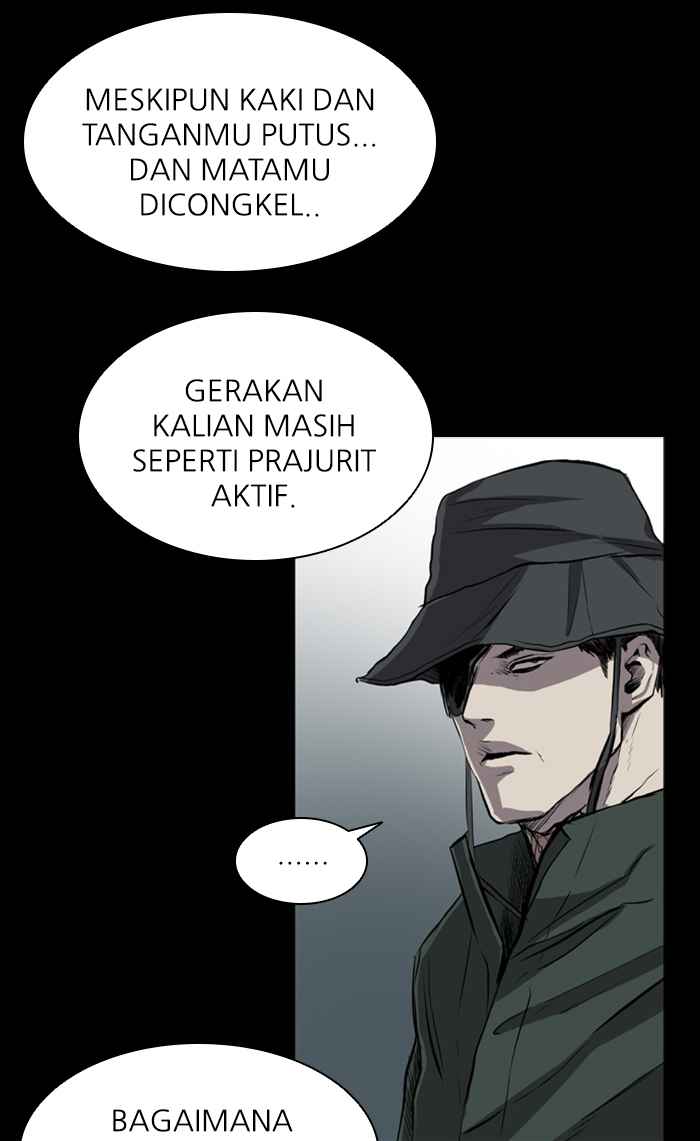 MESKIPUN KAKI DAN
TANGANMU PUTUS...
DAN MATAMU
DICONGKEL..
GERAKAN
KALIAN MASIH
SEPERTI PRAJURIT
AKTIF.
......
BAGAIMANA